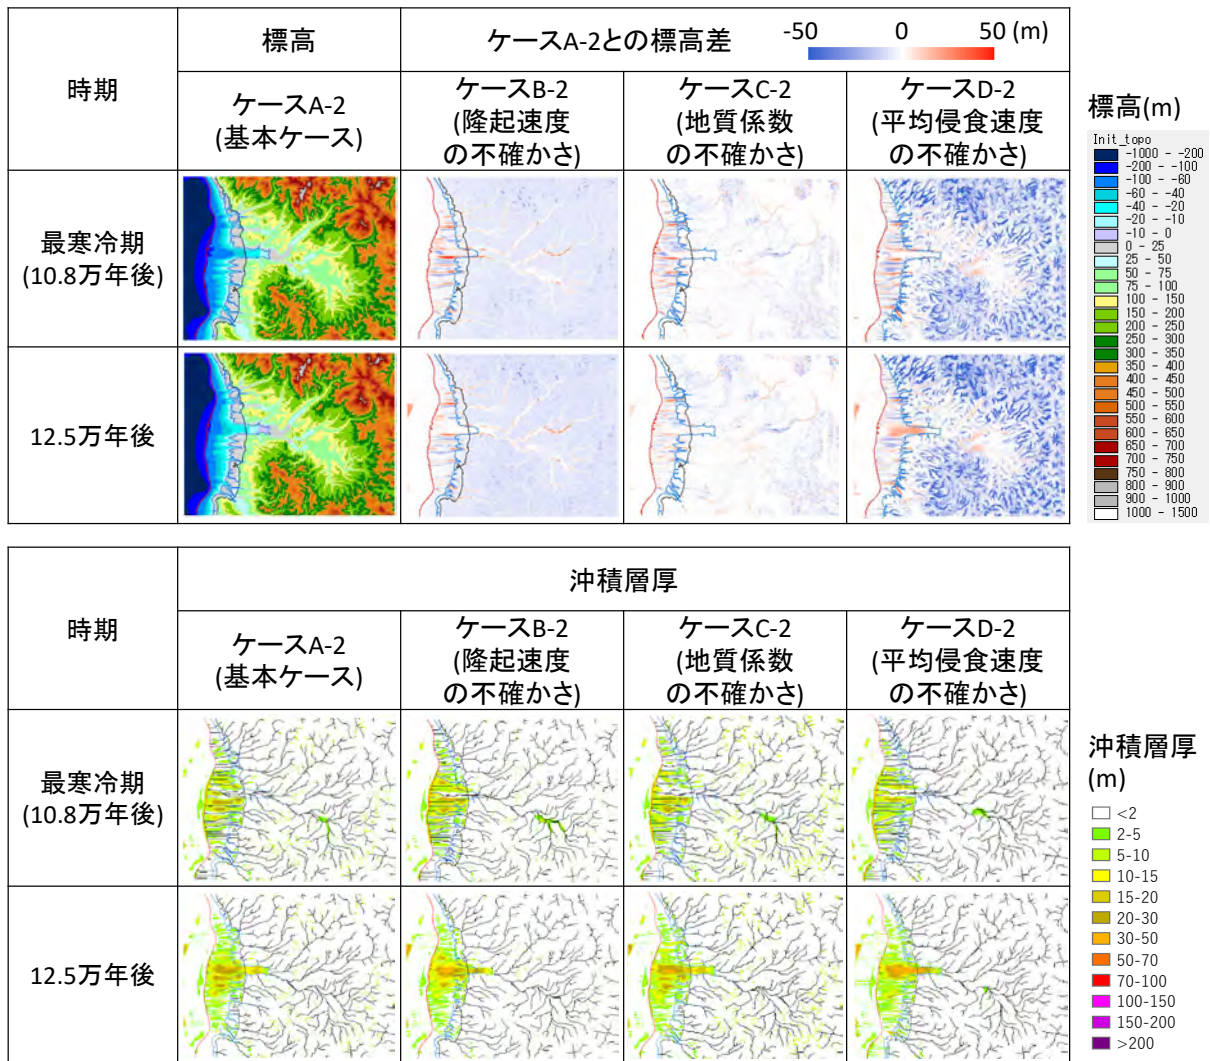 時期
標高
ケースA-2との標高差
-50
0
50 (m)
ケースA-2
(基本ケース)
ケースB-2
(隆起速度
の不確かさ)
ケースC-2
(地質係数
の不確かさ)
ケースD-2
(平均侵食速度
の不確かさ)
最寒冷期
(10.8万年後)
12.5万年後
標高(m)
Init_topo
-1000 - -200
-200 - -100
-100 - -60
-60 - -40
-40 - -20
-20 - -10
-10 - 0
0 - 25
25 - 50
50 - 75
75 - 100
100 - 150
150 - 200
200 - 250
250 - 300
300 - 350
350 - 400
400 - 450
450 - 500
500 - 550
550 - 600
600 - 650
650 - 700
700 - 750
750 - 800
800 - 900
900 - 1000
1000 - 1500
時期
沖積層厚
ケースA-2
(基本ケース)
ケースB-2
(隆起速度
の不確かさ)
ケースC-2
(地質係数
の不確かさ)
ケースD-2
(平均侵食速度
の不確かさ)
最寒冷期
(10.8万年後)
12.5万年後
沖積層厚
(m)
<2
2-5
5-10
10-15
15-20
20-30
30-50
50-70
70-100
100-150
150-200
>200